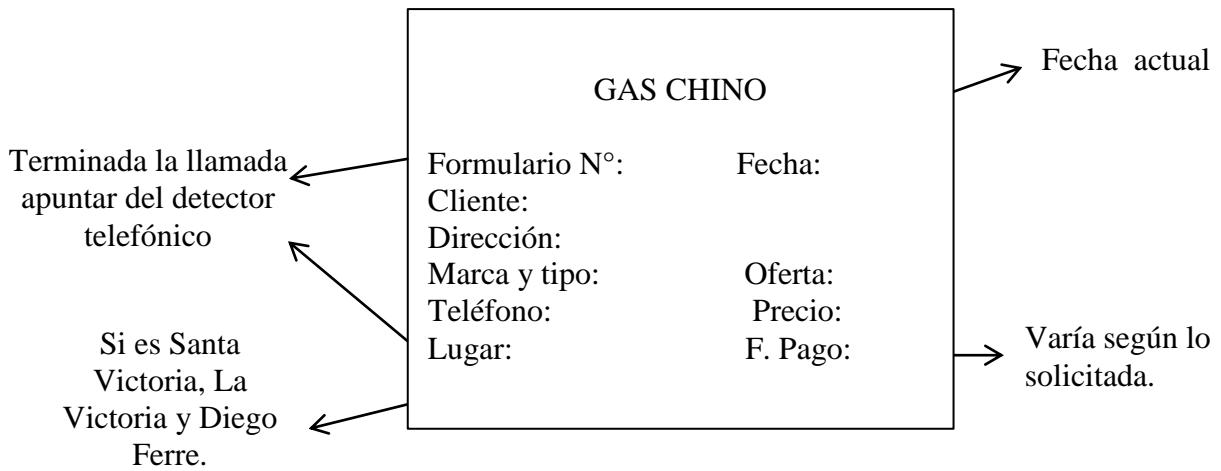 Fecha actual
GAS CHINO
Terminada la llamada
apuntar del detector
telefónico
Formulario N°: Fecha:
Cliente:
Dirección:
Marca y tipo: Oferta:
Teléfono: Precio:
Lugar: F. Pago:
Si es Santa
Victoria, La
Victoria y Diego
Ferre.
Varía según lo
solicitada.